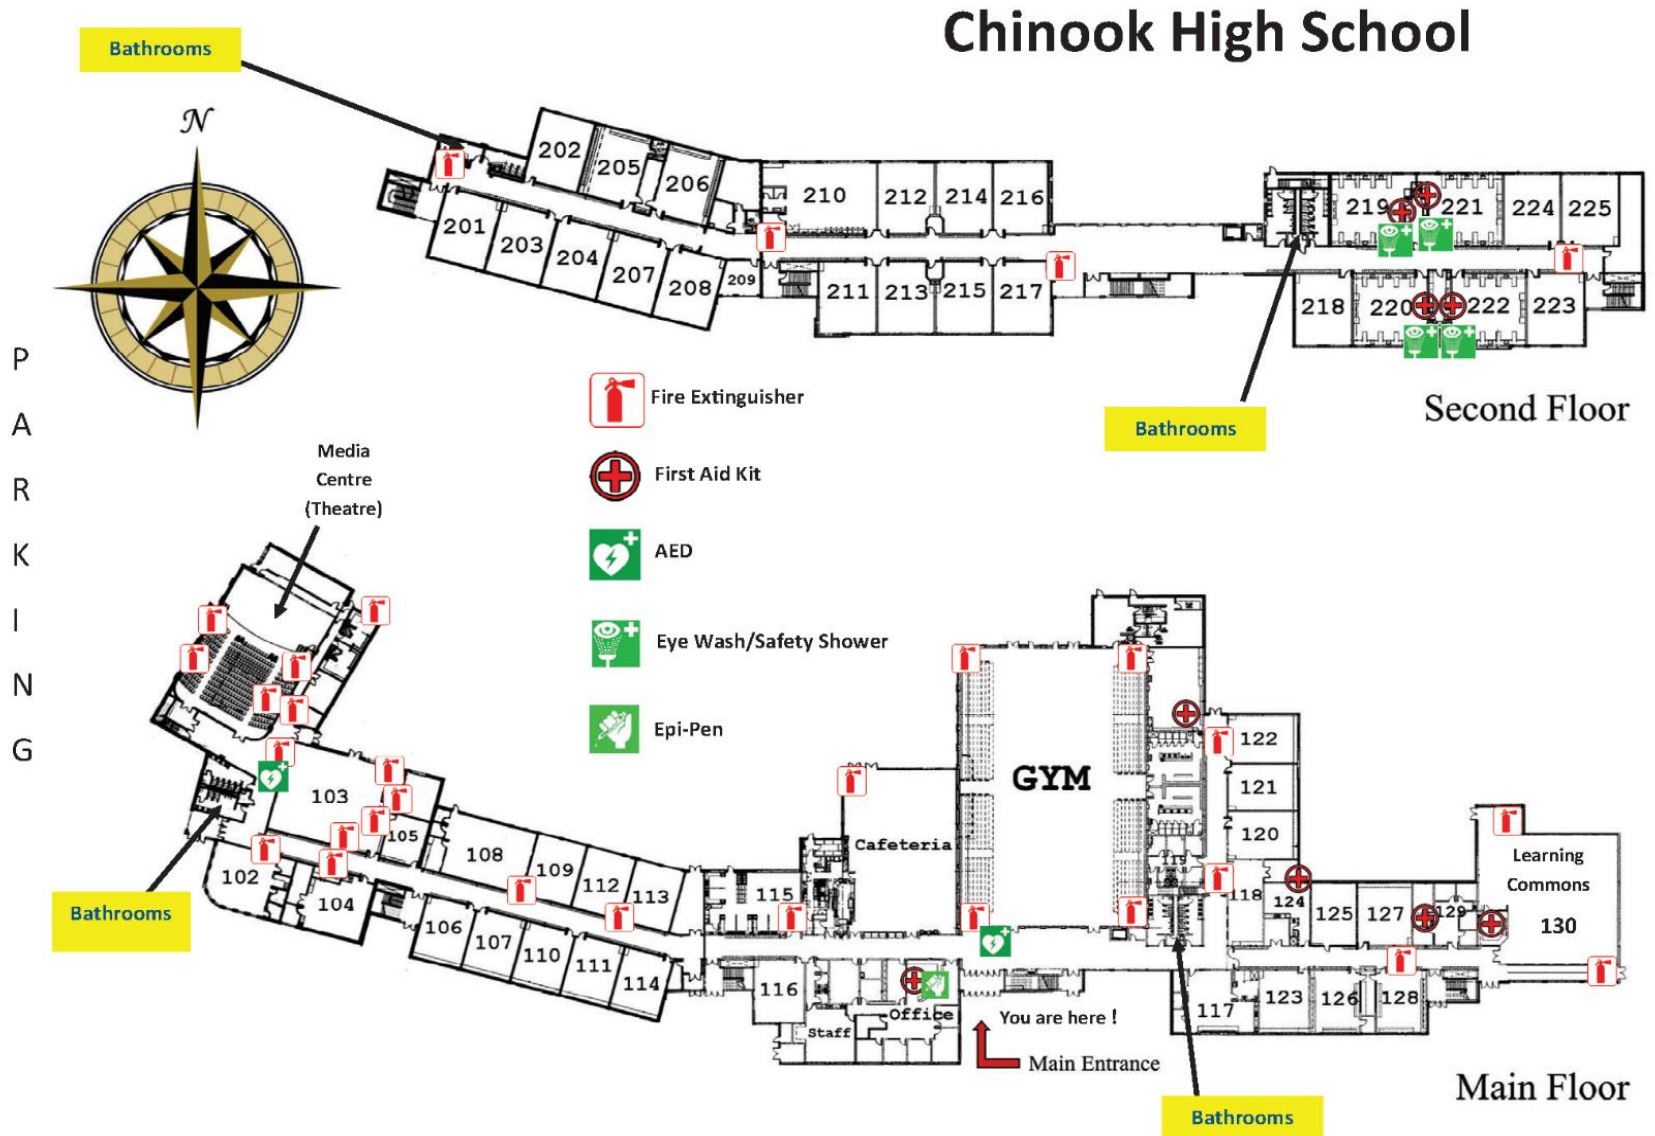 Chinook High School
Bathrooms
N
202
205
206
210
212
214
216
219
221
224
225
201
203
204
207
208
209
211
213
215
217
218
220
222
223
Second Floor
Bathrooms
PARKING
Fire Extinguisher
First Aid Kit
AED
Eye Wash/Safety Shower
Epi-Pen
Media
Centre
(Theatre)
GYM
122
121
120
119
118
103
105
108
109
112
113
115
Cafeteria
124
125
127
129
Learning
Commons
130
102
104
106
107
110
111
114
116
Staff
Office
117
123
126
128
Bathrooms
You are here !
Main Entrance
Main Floor
Bathrooms